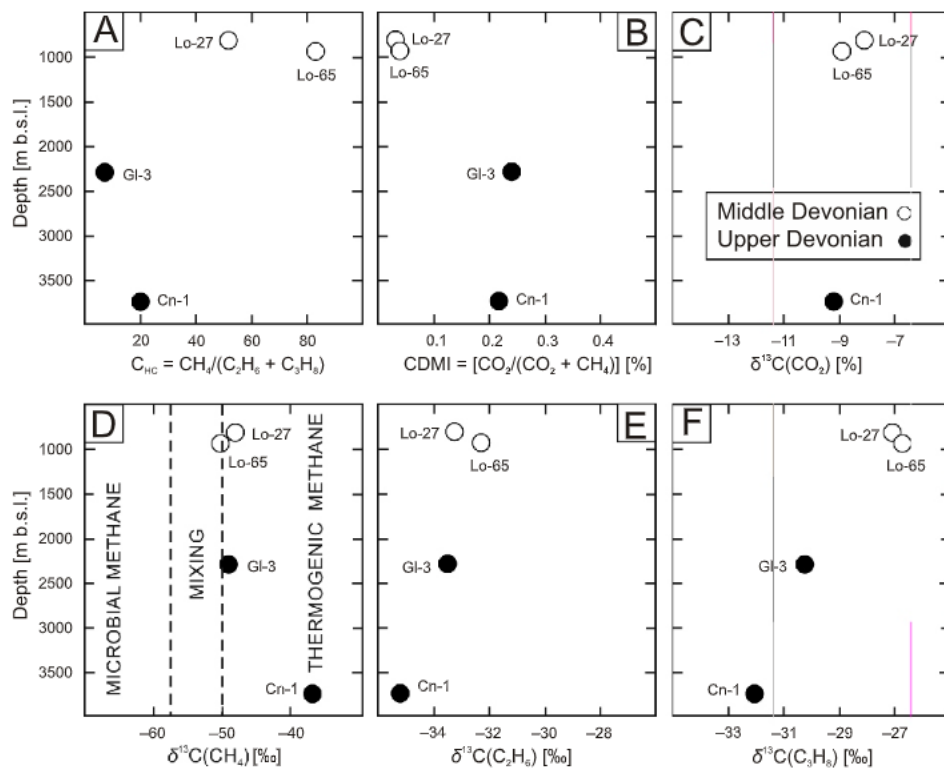 A
Lo-27
Lo-65
Gl-3
Cn-1
1000
1500
2000
2500
3000
3500
Depth [m b.s.l.]
20 40 60 80
C_HC = CH₄/(C₂H₆ + C₃H₈)
B
Lo-27
Lo-65
Gl-3
Cn-1
0.1 0.2 0.3 0.4
CDMI = [CO₂/(CO₂ + CH₄)] [%]
C
Lo-27
Lo-65
Middle Devonian
Upper Devonian
Cn-1
–13 –11 –9 –7
δ¹³C(CO₂) [%]
D
Lo-27
Lo-65
Gl-3
Cn-1
MICROBIAL METHANE
MIXING
THERMOGENIC METHANE
1000
1500
2000
2500
3000
3500
Depth [m b.s.l.]
–60 –50 –40
δ¹³C(CH₄) [‰]
E
Lo-27
Lo-65
Gl-3
Cn-1
–34 –32 –30 –28
δ¹³C(C₂H₆) [‰]
F
Lo-27
Lo-65
Gl-3
Cn-1
–33 –31 –29 –27
δ¹³C(C₃H₈) [‰]